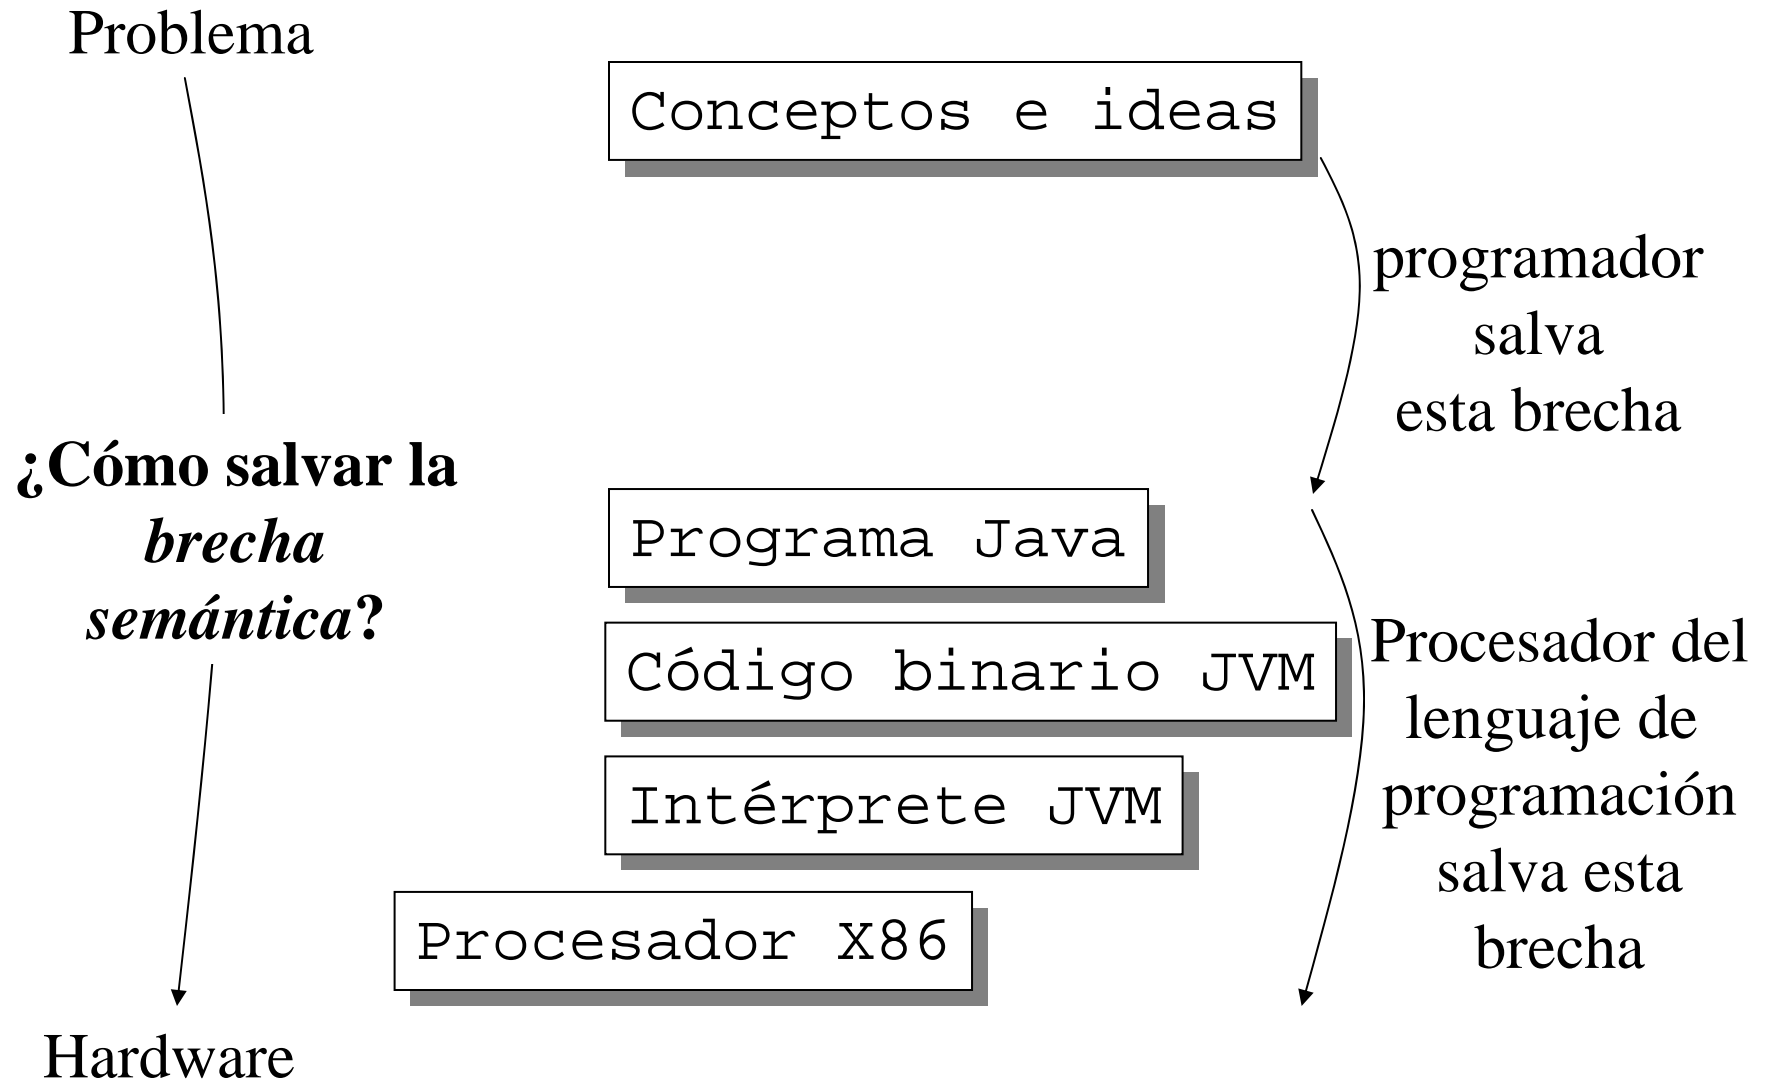 Problema
Conceptos e ideas
programador
salva
esta brecha
¿Cómo salvar la
brecha
semántica?
Programa Java
Código binario JVM
Intérprete JVM
Procesador X86
Procesador del
lenguaje de
programación
salva esta
brecha
Hardware